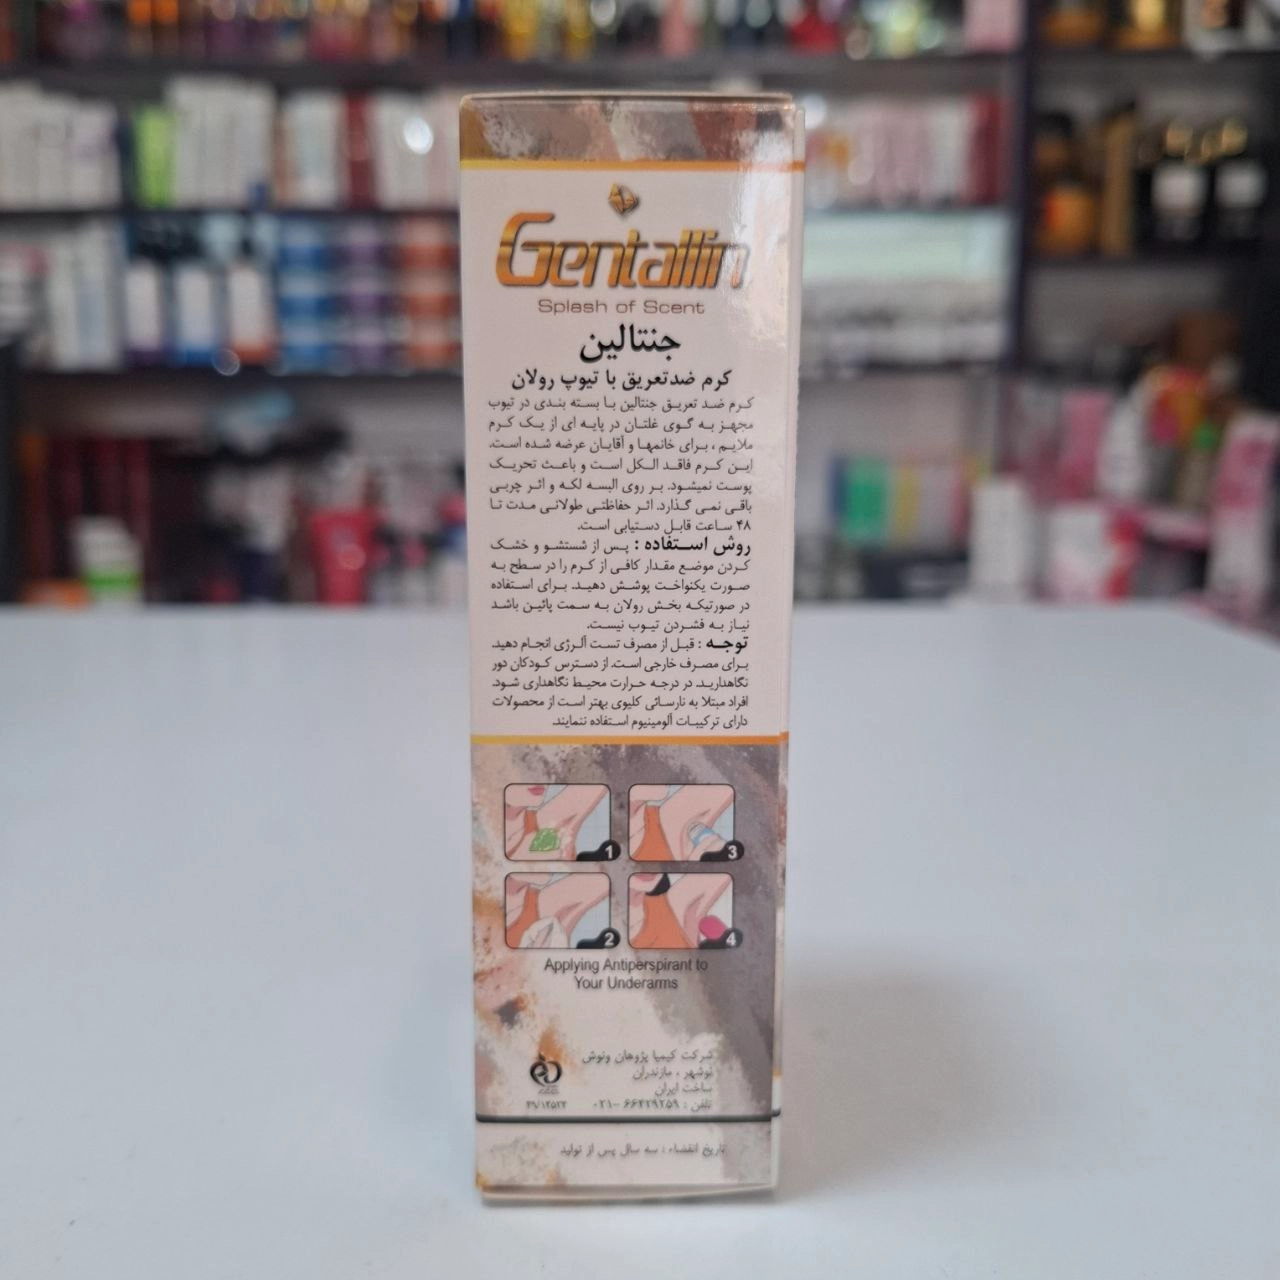 Gentallin
Splash of Scent
جنتالین
کرم ضدتعریق با تیوپ رولان
کرم ضد تعریق جنتالین با بسته بندی در تیوب
مجهز به گوی غلتان در پایه ای از یک کرم
ملایم ، برای خانمها و آقایان عرضه شده است.
این کرم فاقد الکل است و باعث تحریک
پوست نمیشود. بر روی البسه لکه و اثر چربی
باقی نمی گذارد. اثر حفاظتی طولانی مدت تا
۴۸ ساعت قابل دستیابی است.
روش استفاده : پس از شستشو و خشک
کردن موضع مقدار کافی از کرم را در سطح به
صورت یکنواخت پوشش دهید. برای استفاده
در صورتیکه بخش رولان به سمت پائین باشد
نیاز به فشردن تیوب نیست.
توجه : قبل از مصرف تست آلرژی انجام دهید.
برای مصرف خارجی است. از دسترس کودکان دور
نگاهدارید. در درجه حرارت محیط نگاهداری شود.
افراد مبتلا به نارسائی کلیوی بهتر است از محصولات
دارای ترکیبات آلومینیوم استفاده ننمایند.
1
3
2
4
Applying Antiperspirant to
Your Underarms
شرکت کیمیا پژوهان ونوش
نوشهر ، مازندران
ساخت ایران
تلفن : ۶۶۴۲۹۲۵۹ -۰۲۱
تاریخ انقضاء : سه سال پس از تولید